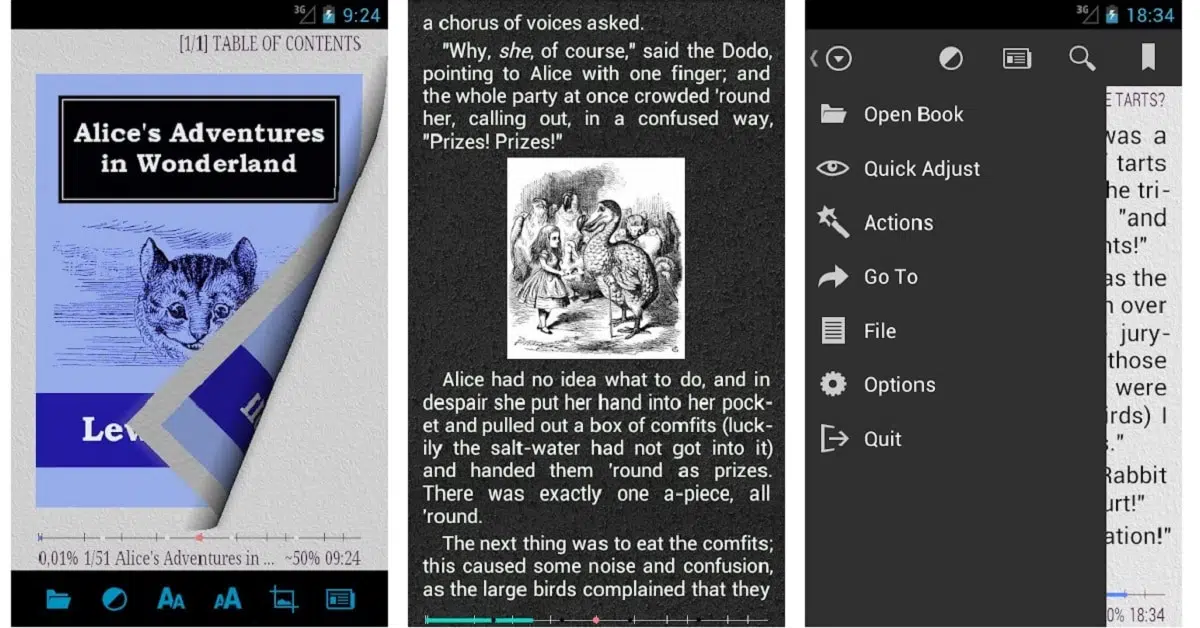 3G 9:24
[1/1] TABLE OF CONTENTS
Alice's Adventures
in Wonderland
0,01% 1/51 Alice's Adventures in ... ~50% 09:24
AA
aA
a chorus of voices asked.
"Why, she, of course," said the Dodo,
pointing to Alice with one finger; and
the whole party at once crowded 'round
her, calling out, in a confused way,
"Prizes! Prizes!"
Alice had no idea what to do, and in
despair she put her hand into her pock-
et and pulled out a box of comfits (luck-
ily the salt-water had not got into it)
and handed them 'round as prizes.
There was exactly one a-piece, all
'round.
The next thing was to eat the comfits;
this caused some noise and confusion,
as the large birds complained that they
3G 18:34
Open Book
Quick Adjust
Actions
Go To
File
Options
Quit
E TARTS?
was a
tarts
he tri-
"and
nts!"
as the
n over
jury-
those
were
irds) I
s."
Rabbit
urt!"
ation!"
0% 18:34